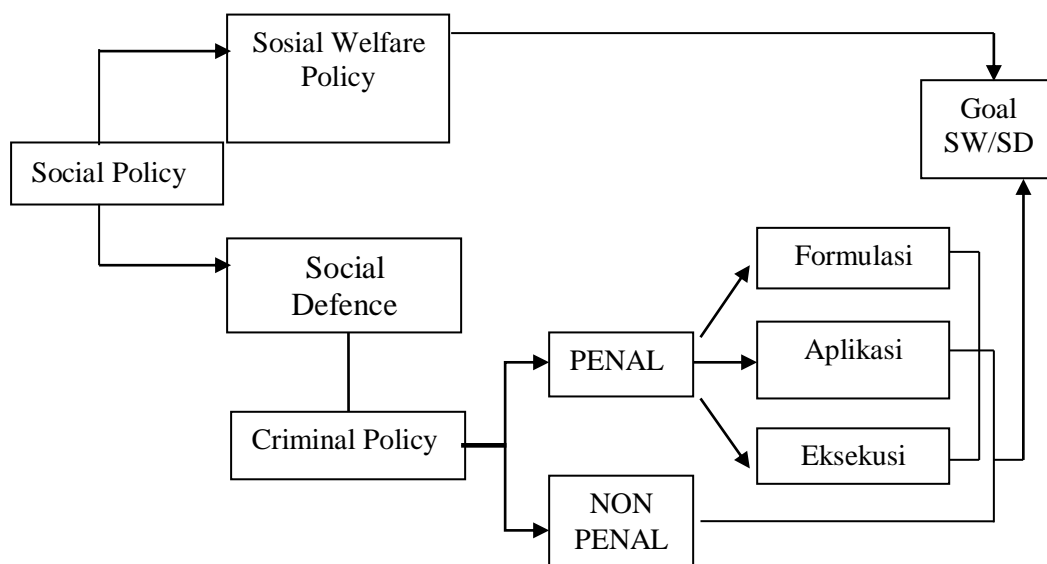 Sosial Welfare
Policy
Goal
SW/SD
Social Policy
Social
Defence
Formulasi
PENAL
Aplikasi
Criminal Policy
Eksekusi
NON
PENAL